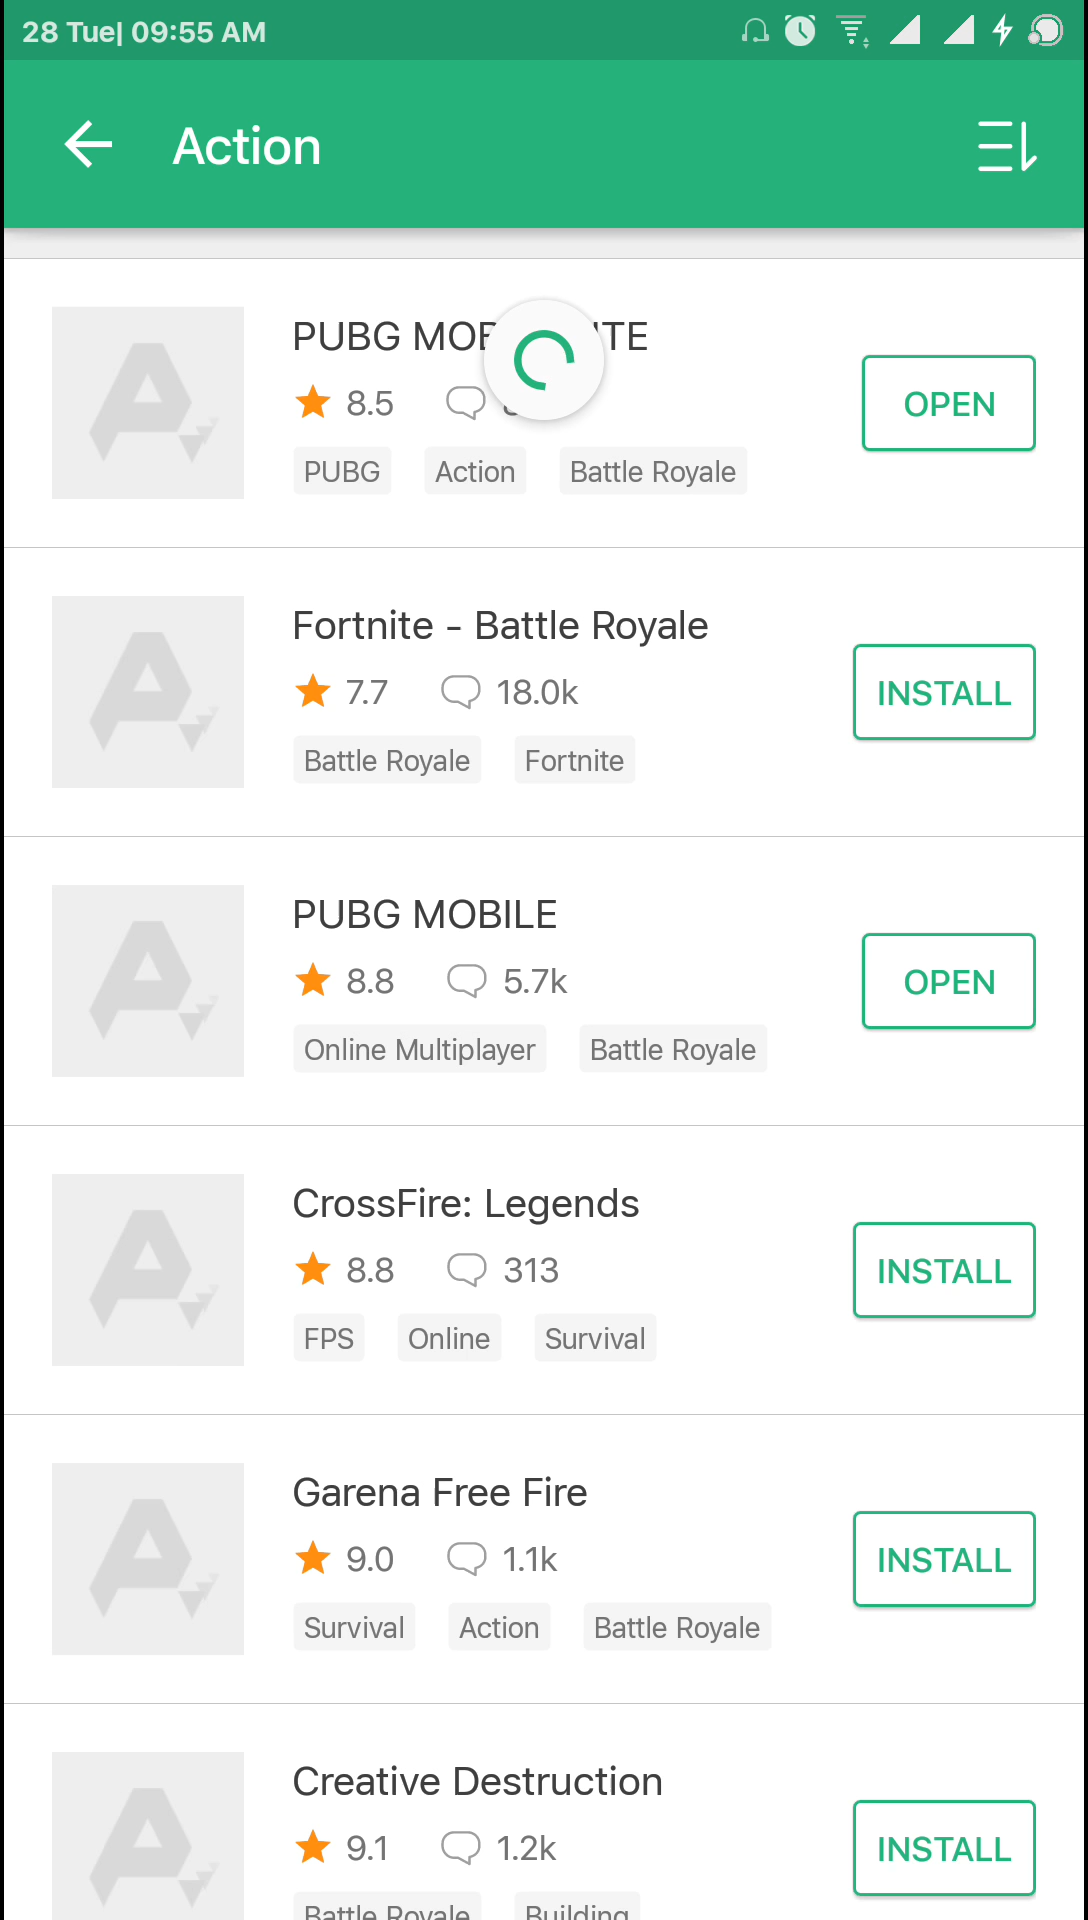 28 Tue| 09:55 AM
Action
PUBG
8.5
OPEN
PUBG Action Battle Royale
Fortnite - Battle Royale
7.7 18.0k
INSTALL
Battle Royale Fortnite
PUBG MOBILE
8.8 5.7k
OPEN
Online Multiplayer Battle Royale
CrossFire: Legends
8.8 313
INSTALL
FPS Online Survival
Garena Free Fire
9.0 1.1k
INSTALL
Survival Action Battle Royale
Creative Destruction
9.1 1.2k
INSTALL
Battle Royale Building